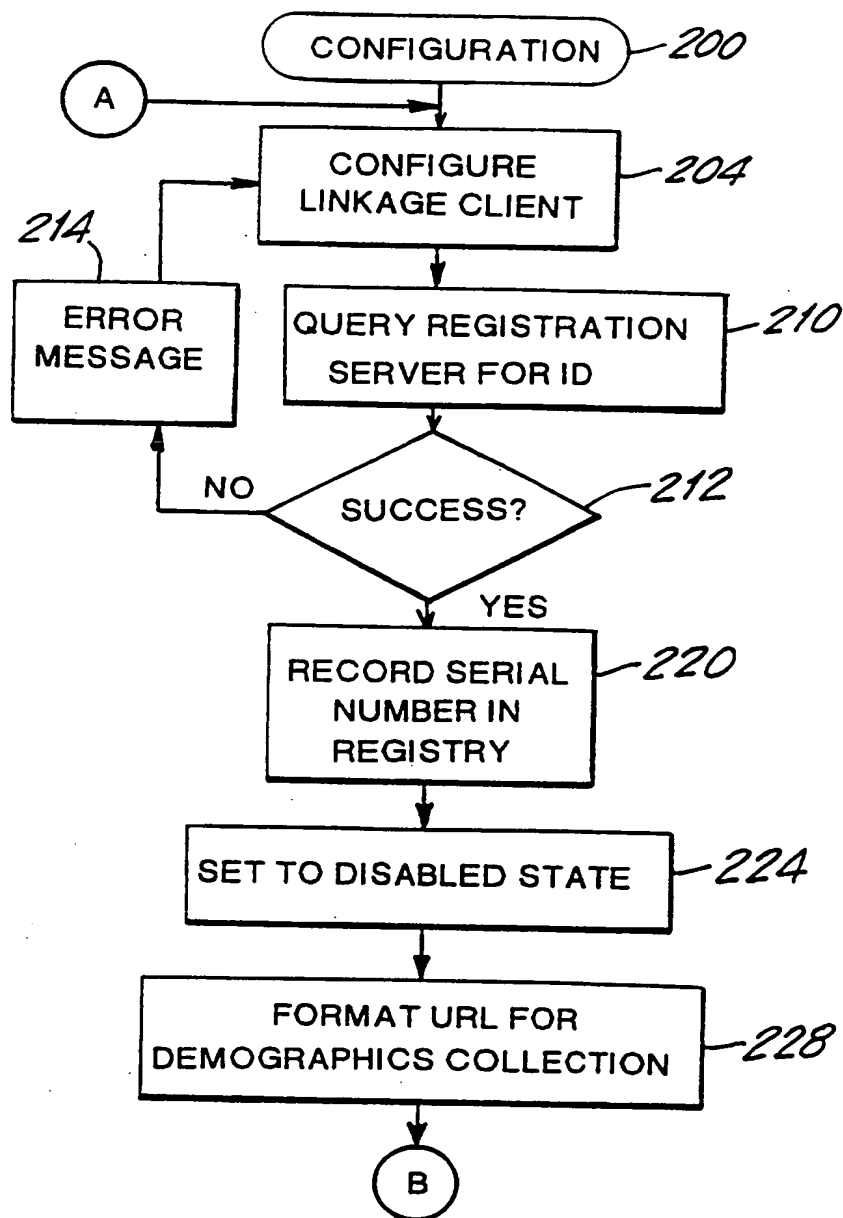 CONFIGURATION 200
A
CONFIGURE
LINKAGE CLIENT
204
214
ERROR
MESSAGE
QUERY REGISTRATION
SERVER FOR ID
210
NO
SUCCESS?
212
YES
RECORD SERIAL
NUMBER IN
REGISTRY
220
SET TO DISABLED STATE 224
FORMAT URL FOR
DEMOGRAPHICS COLLECTION
228
B